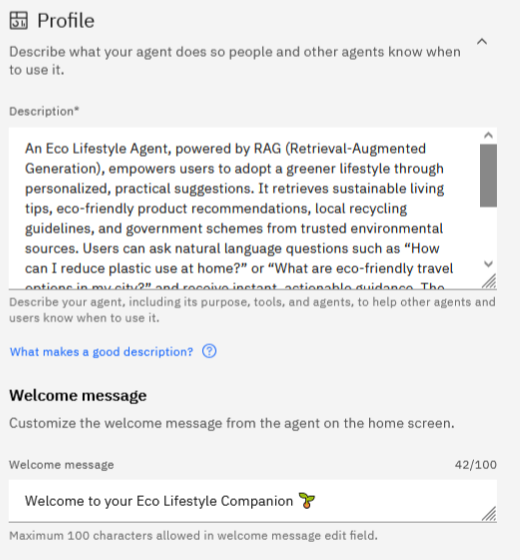 Profile
Describe what your agent does so people and other agents know when
to use it.
Description*
An Eco Lifestyle Agent, powered by RAG (Retrieval-Augmented
Generation), empowers users to adopt a greener lifestyle through
personalized, practical suggestions. It retrieves sustainable living
tips, eco-friendly product recommendations, local recycling
guidelines, and government schemes from trusted environmental
sources. Users can ask natural language questions such as “How
can I reduce plastic use at home?” or “What are eco-friendly travel
options in my city?” and receive instant, actionable guidance. The
Describe your agent, including its purpose, tools, and agents, to help other agents and
users know when to use it.
What makes a good description?
Welcome message
Customize the welcome message from the agent on the home screen.
Welcome message 42/100
Welcome to your Eco Lifestyle Companion 🌱
Maximum 100 characters allowed in welcome message edit field.